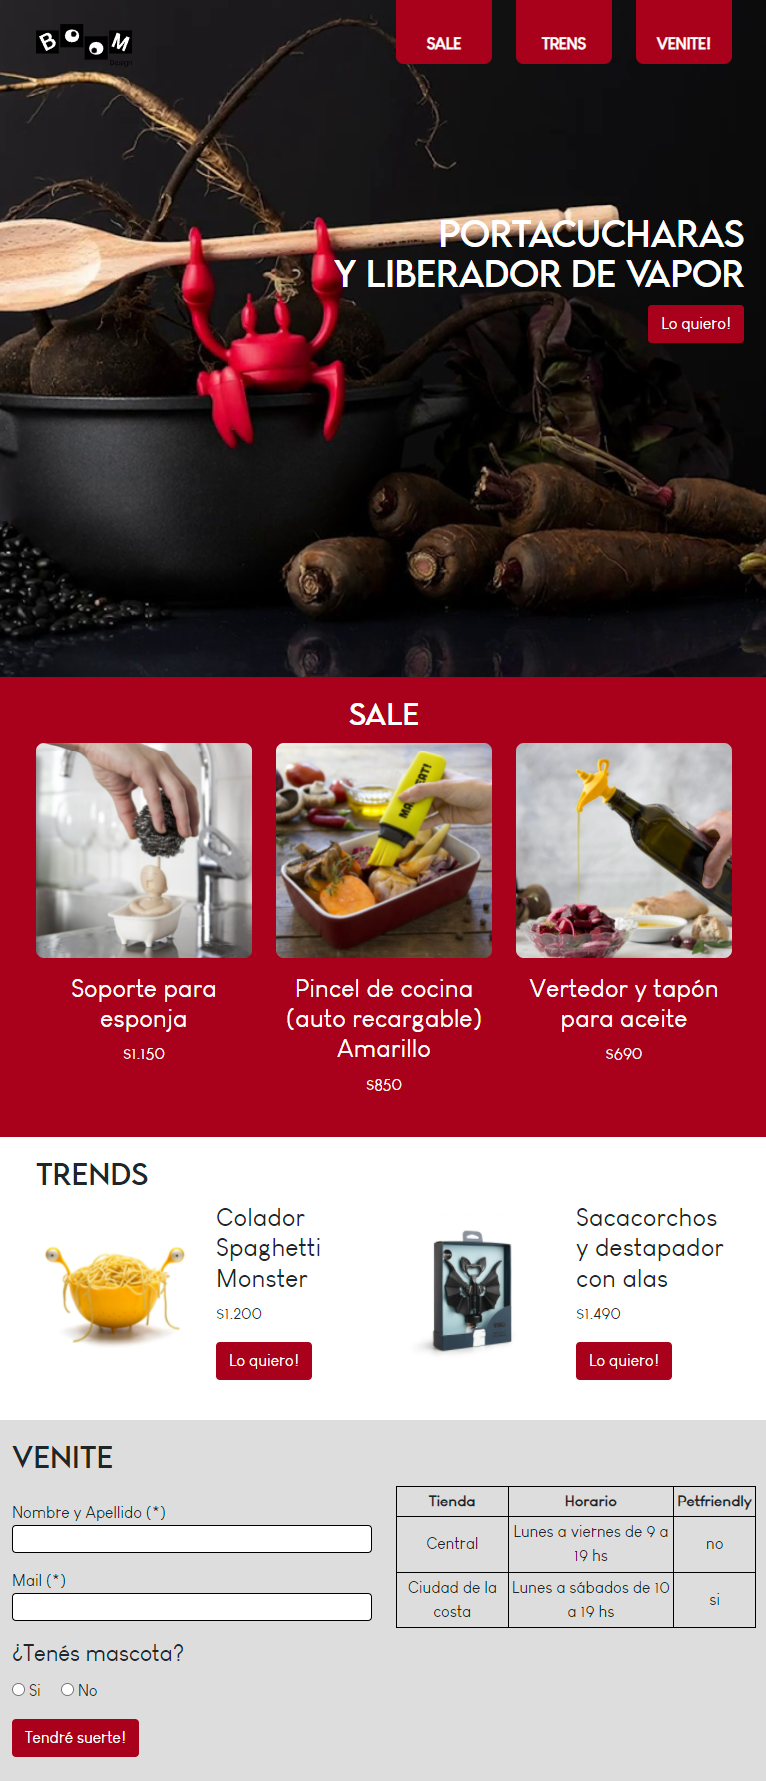 BOOM
Design
SALE
TRENS
VENITE!
PORTACUCHARAS
Y LIBERADOR DE VAPOR
Lo quiero!
SALE
Soporte para
esponja
$1.150
Pincel de cocina
(auto recargable)
Amarillo
$850
Vertedor y tapón
para aceite
$690
TRENDS
Colador
Spaghetti
Monster
$1.200
Lo quiero!
Sacacorchos
y destapador
con alas
$1.490
Lo quiero!
VENITE
Nombre y Apellido (*)
Mail (*)
¿Tenés mascota?
Si No
Tendré suerte!
Tienda Horario Petfriendly
Central Lunes a viernes de 9 a
19 hs no
Ciudad de la
costa Lunes a sábados de 10
a 19 hs si